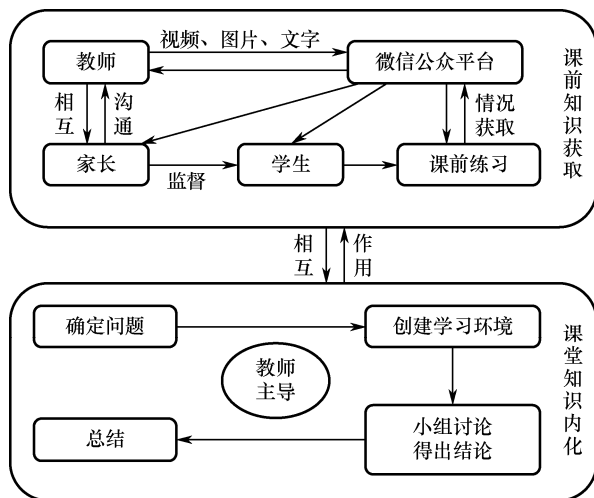 视频、图片、文字
教师
微信公众平台
相互
沟通
情况
获取
家长
监督
学生
课前练习
课前知识获取
相互
作用
确定问题
创建学习环境
教师
主导
总结
小组讨论
得出结论
课堂知识内化